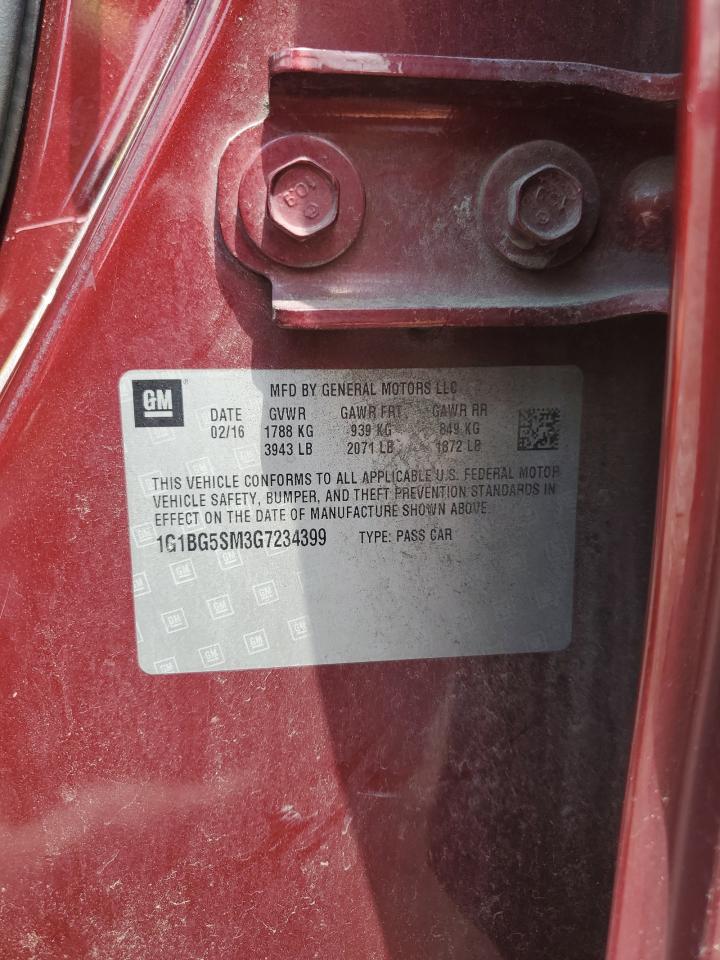 109
GM
MFD BY GENERAL MOTORS LLC
DATE GVWR GAWR FRT GAWR RR
02/16 1788 KG 939 KG 849 KG
3943 LB 2071 LB 1872 LB
THIS VEHICLE CONFORMS TO ALL APPLICABLE U.S. FEDERAL MOTOR
VEHICLE SAFETY, BUMPER, AND THEFT PREVENTION STANDARDS IN
EFFECT ON THE DATE OF MANUFACTURE SHOWN ABOVE
1G1BG5SM3G7234399 TYPE: PASS CAR